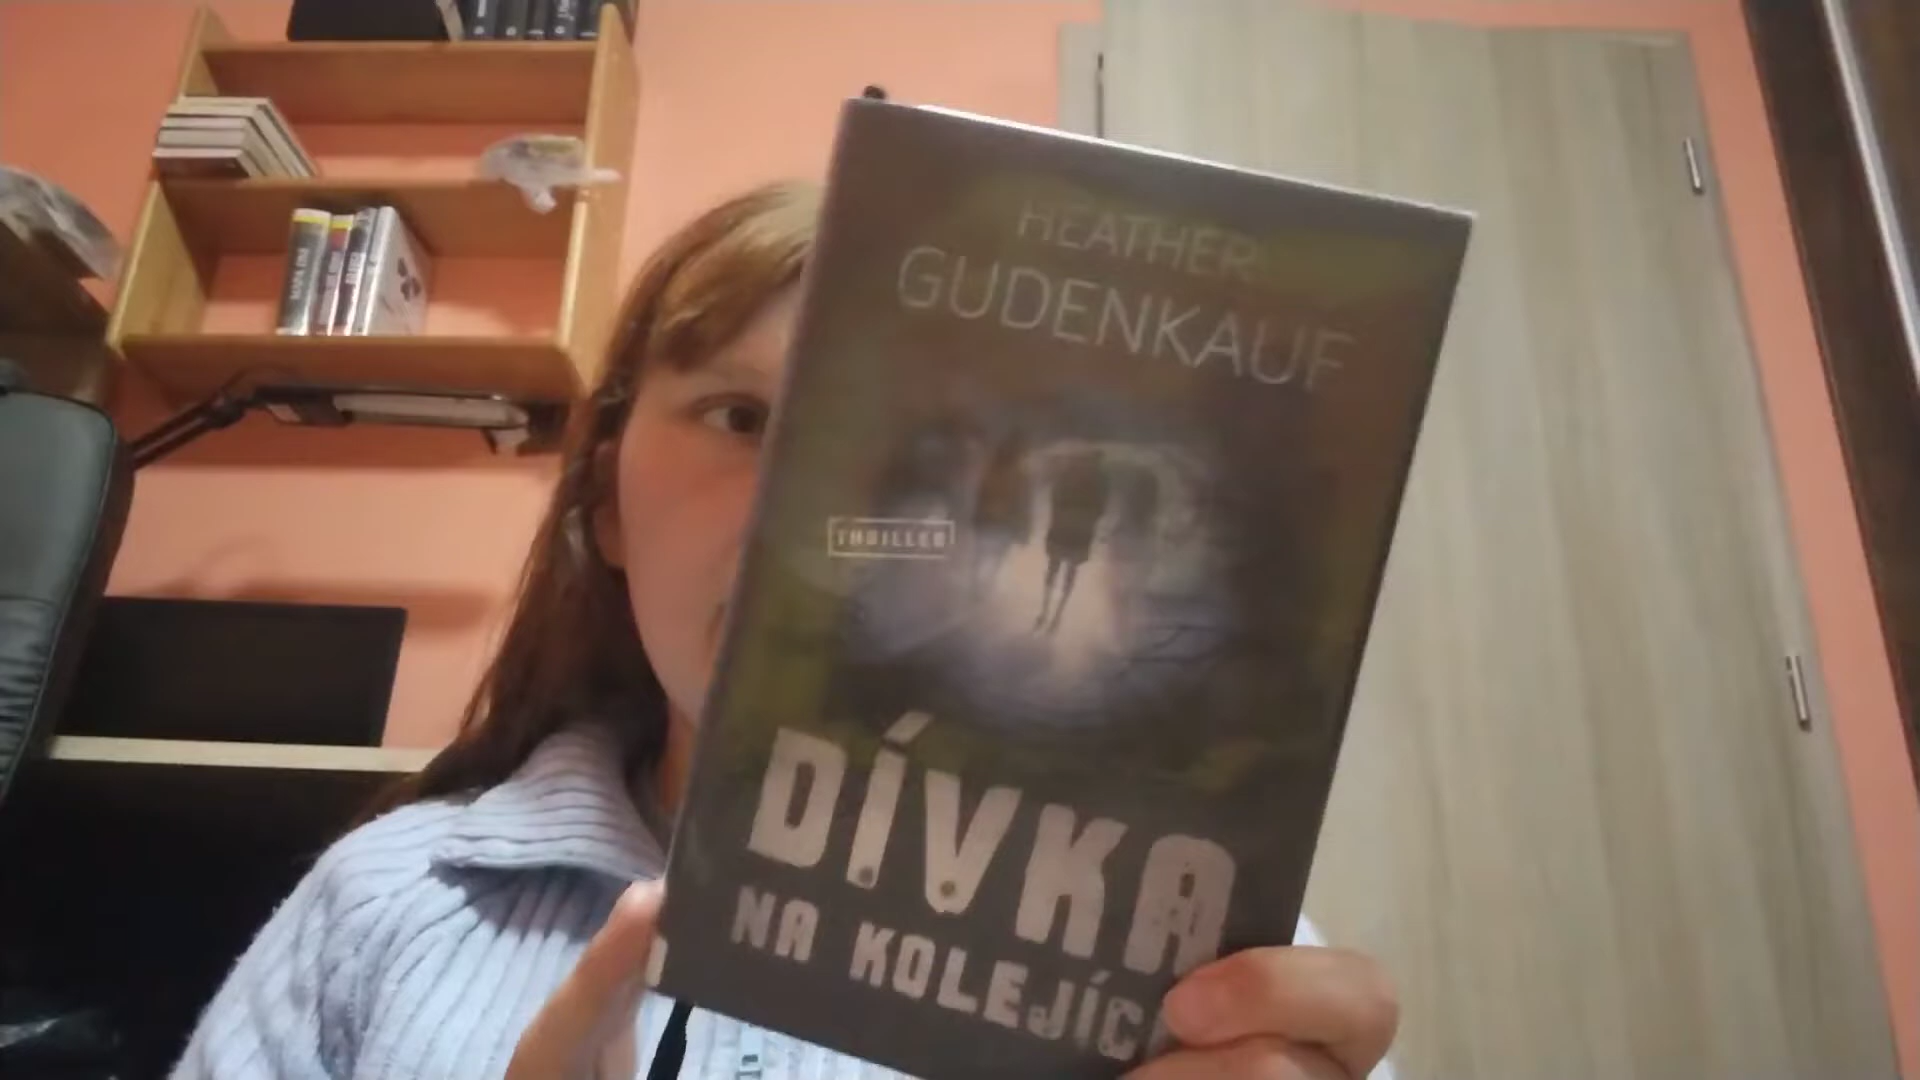 HEATHER
GUDENKAUF
THRILLER
DÍVKA
NA KOLEJÍC